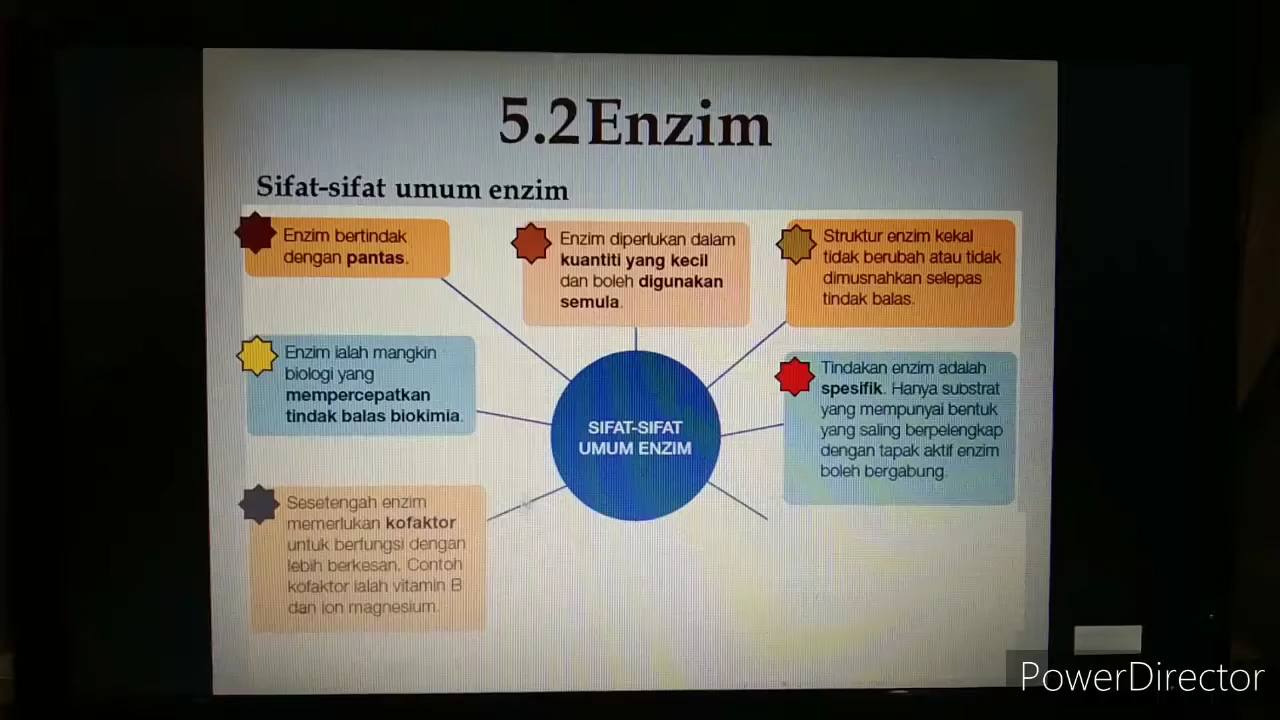 5.2 Enzim
Sifat-sifat umum enzim
Enzim bertindak
dengan pantas.
Enzim diperlukan dalam
kuantiti yang kecil
dan boleh digunakan
semula.
Struktur enzim kekal
tidak berubah atau tidak
dimusnahkan selepas
tindak balas.
Enzim ialah mangkin
biologi yang
mempercepatkan
tindak balas biokimia.
Tindakan enzim adalah
spesifik. Hanya substrat
yang mempunyai bentuk
yang saling berpelengkap
dengan tapak aktif enzim
boleh bergabung.
SIFAT-SIFAT
UMUM ENZIM
Sesetengah enzim
memerlukan kofaktor
untuk berfungsi dengan
lebih berkesan. Contoh
kofaktor ialah vitamin B
dan ion magnesium.
PowerDirector